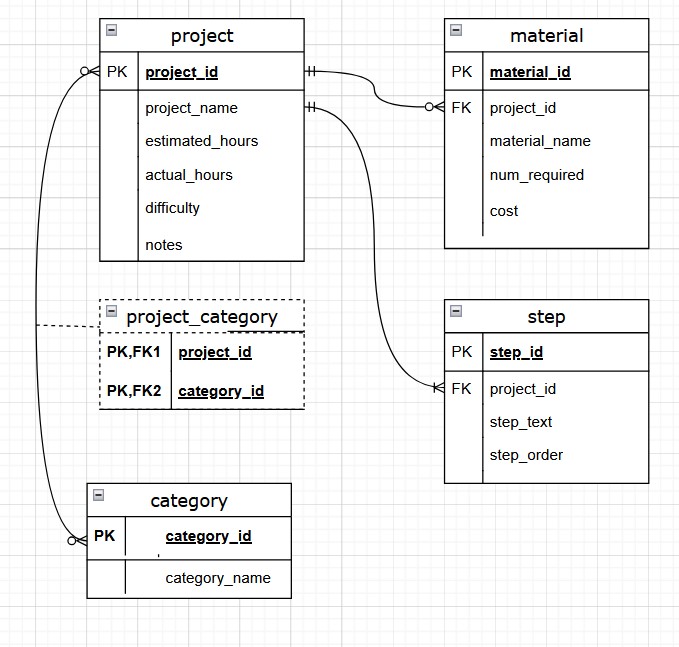 project
PK project_id
project_name
estimated_hours
actual_hours
difficulty
notes
material
PK material_id
FK project_id
material_name
num_required
cost
project_category
PK,FK1 project_id
PK,FK2 category_id
step
PK step_id
FK project_id
step_text
step_order
category
PK category_id
category_name